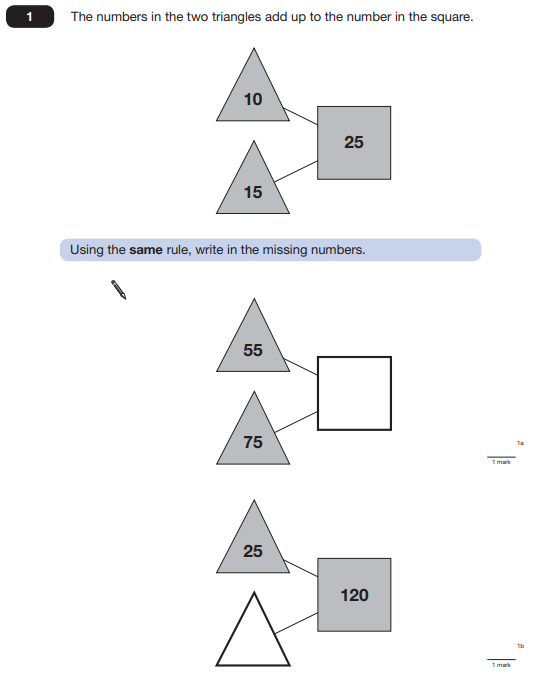 1 The numbers in the two triangles add up to the number in the square.
10
25
15
Using the same rule, write in the missing numbers.
55
75
1a
1 mark
25
120
1b
1 mark